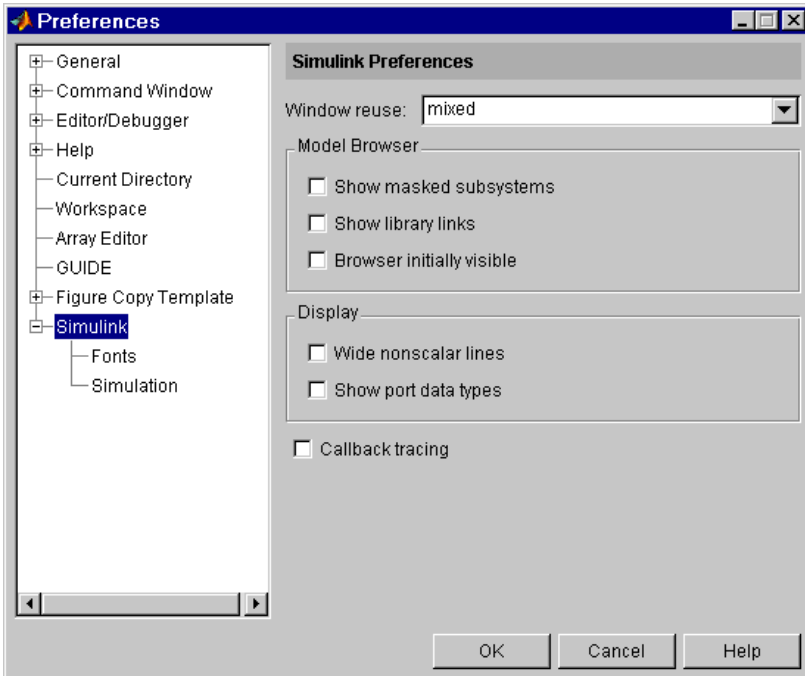 Preferences
General
Command Window
Editor/Debugger
Help
Current Directory
Workspace
Array Editor
GUIDE
Figure Copy Template
Simulink
Fonts
Simulation
Simulink Preferences
Window reuse: mixed
Model Browser
Show masked subsystems
Show library links
Browser initially visible
Display
Wide nonscalar lines
Show port data types
Callback tracing
OK Cancel Help